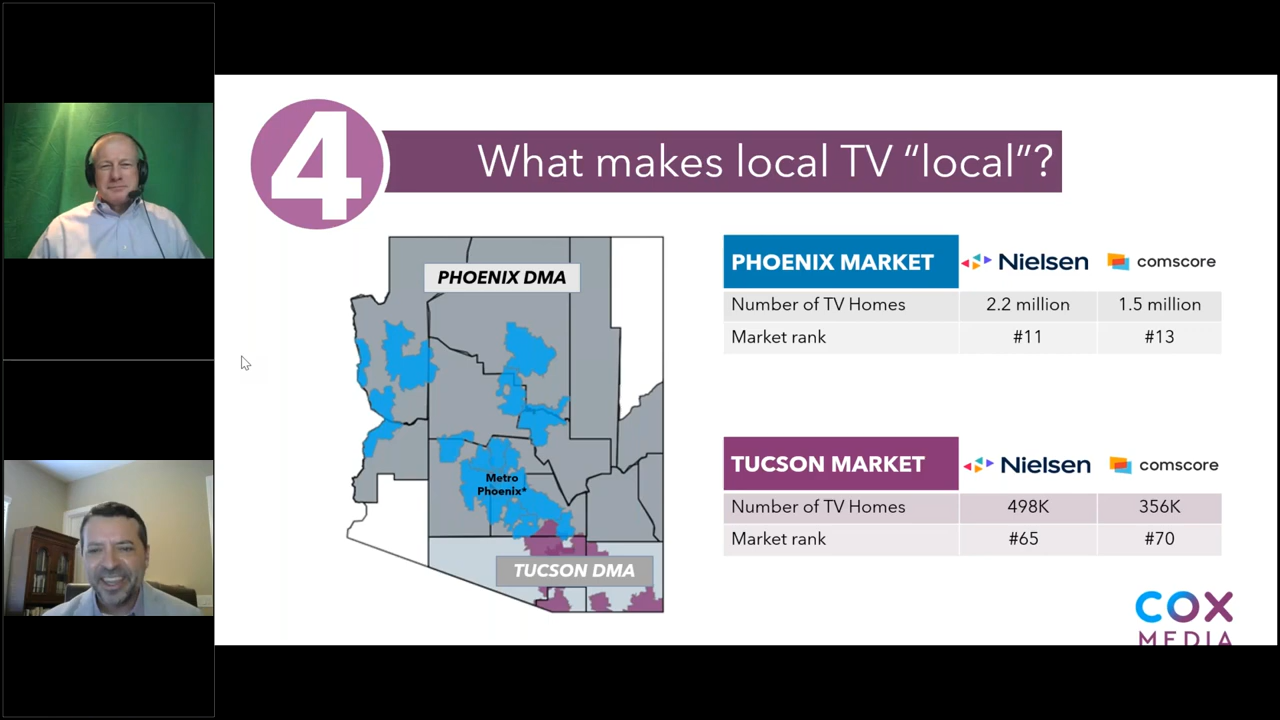 4
What makes local TV “local”?
PHOENIX DMA
Metro
Phoenix*
TUCSON DMA
PHOENIX MARKET Nielsen comscore
Number of TV Homes 2.2 million 1.5 million
Market rank #11 #13
TUCSON MARKET Nielsen comscore
Number of TV Homes 498K 356K
Market rank #65 #70
COX
MEDIA